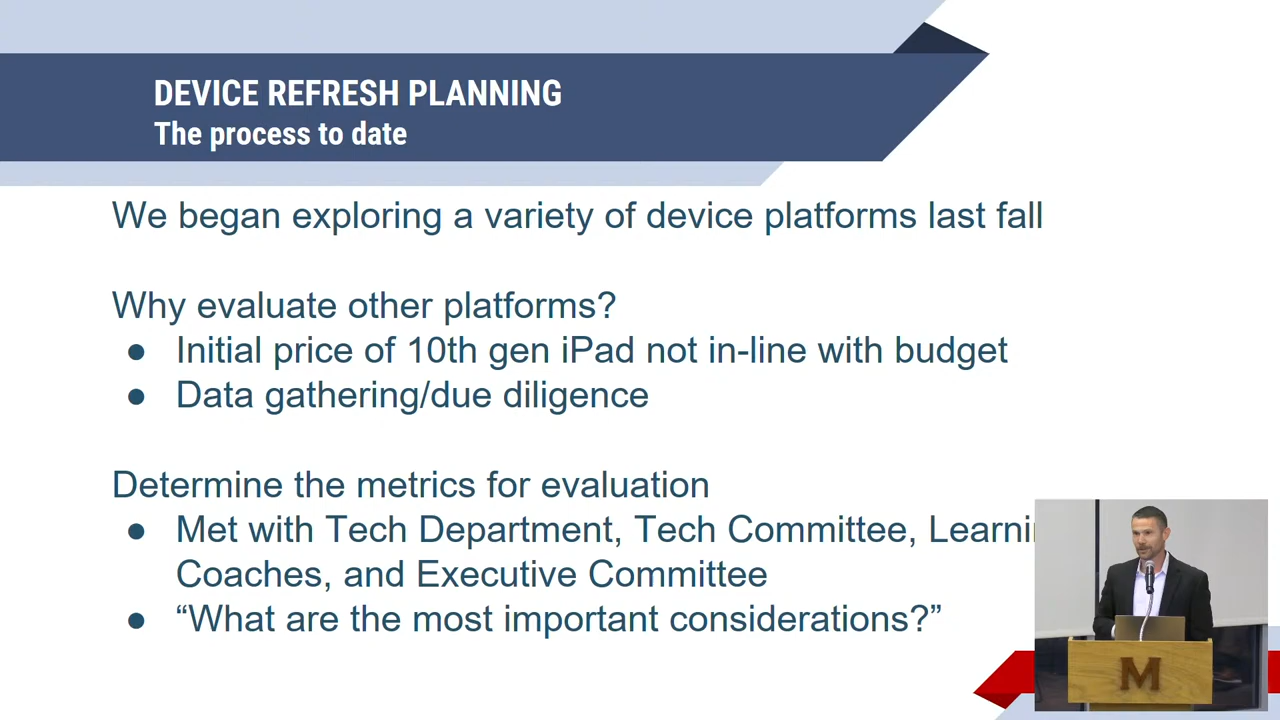 DEVICE REFRESH PLANNING
The process to date
We began exploring a variety of device platforms last fall
Why evaluate other platforms?
● Initial price of 10th gen iPad not in-line with budget
● Data gathering/due diligence
Determine the metrics for evaluation
● Met with Tech Department, Tech Committee,
Coaches, and Executive Committee
● “What are the most important considerations?”
M